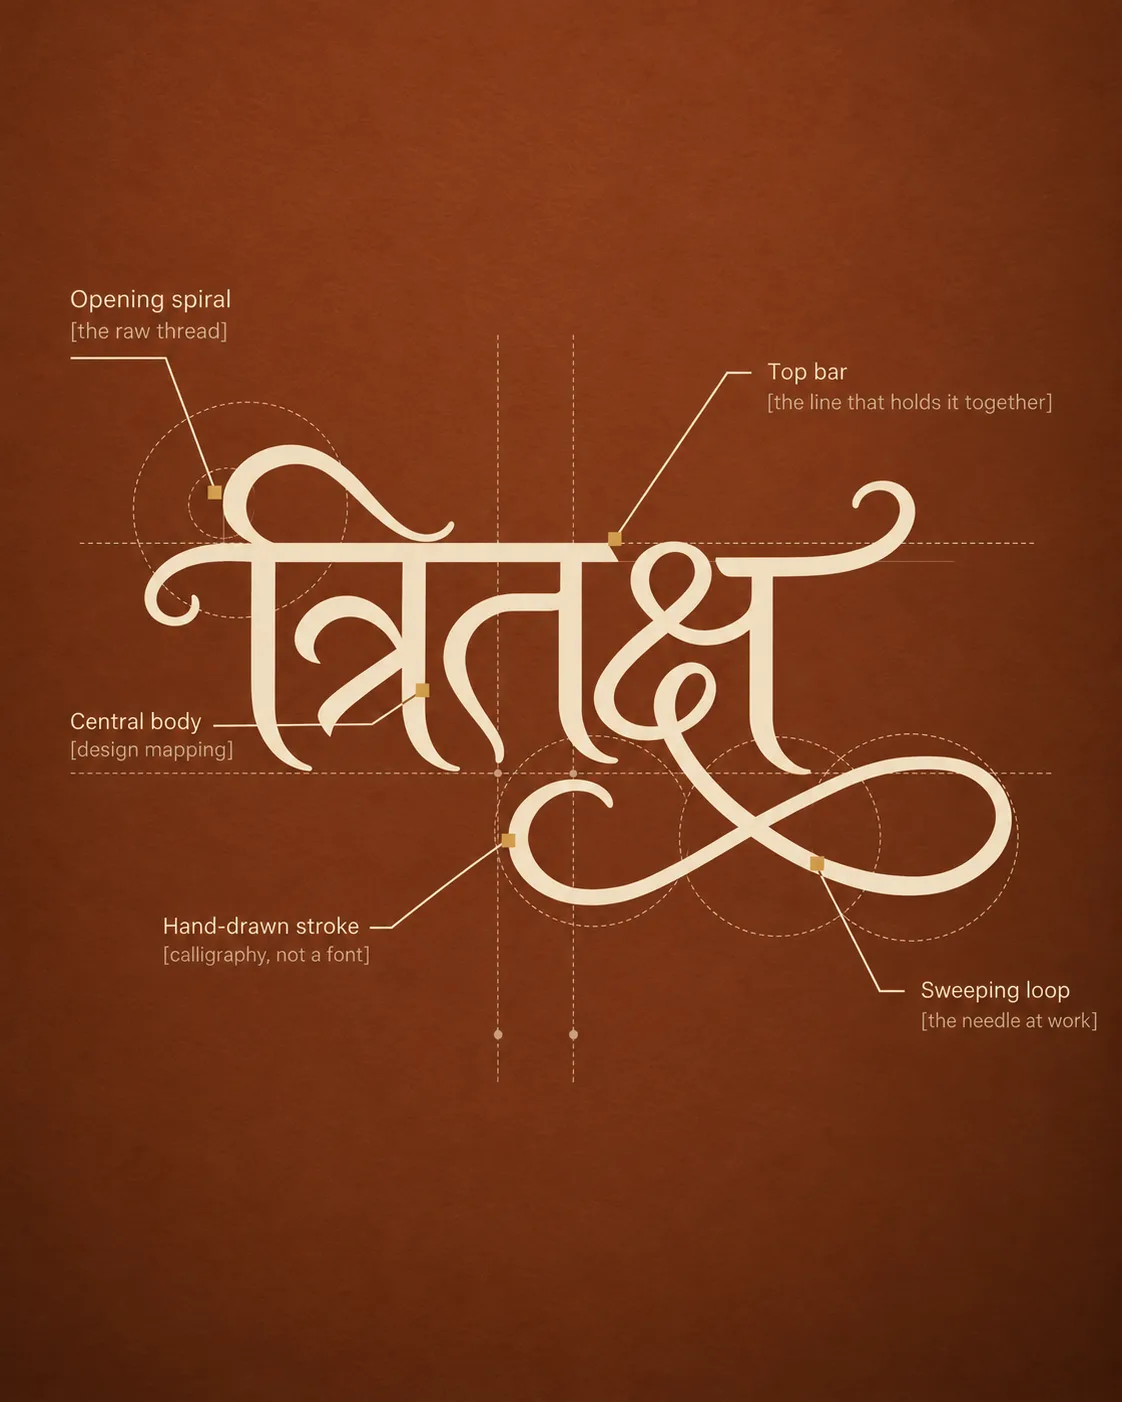 Opening spiral
[the raw thread]
Top bar
[the line that holds it together]
त्रितक्ष
Central body
[design mapping]
Hand-drawn stroke
[calligraphy, not a font]
Sweeping loop
[the needle at work]